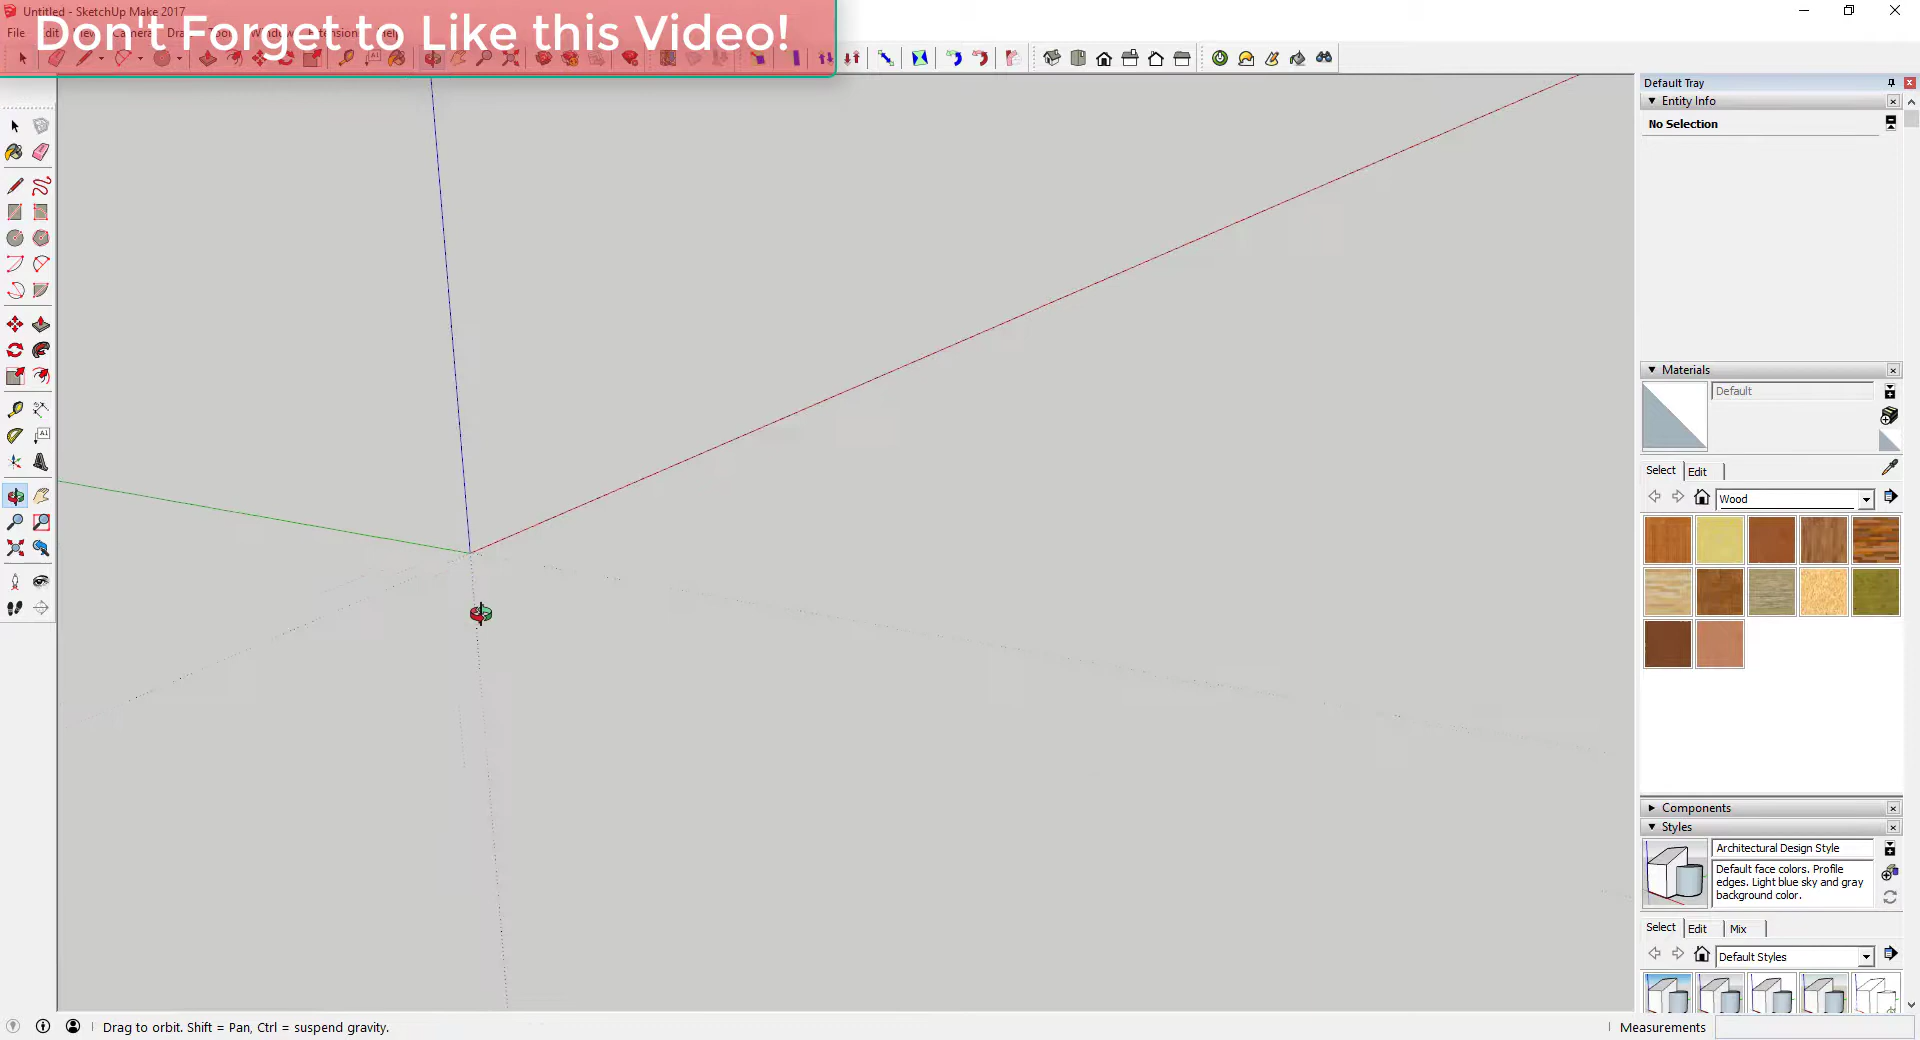 Untitled - SketchUp Make 2017
Don't Forget to Like this Video!
File
Default Tray
Entity Info
No Selection
Materials
Default
Select Edit
Wood
Components
Styles
Architectural Design Style
Default face colors. Profile
edges. Light blue sky and gray
background color.
Select Edit Mix
Default Styles
Drag to orbit. Shift = Pan, Ctrl = suspend gravity.
Measurements